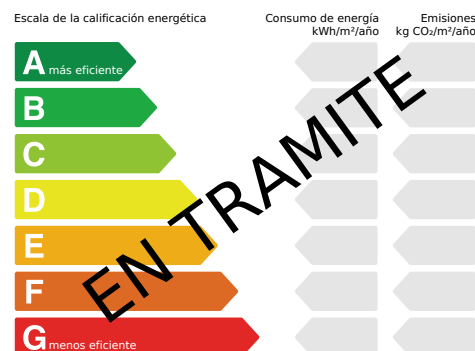 Escala de la calificación energética
Consumo de energía
kWh/m²/año
Emisiones
kg CO₂/m²/año
A más eficiente
B
C
D
E
F
G menos eficiente
EN TRAMITE